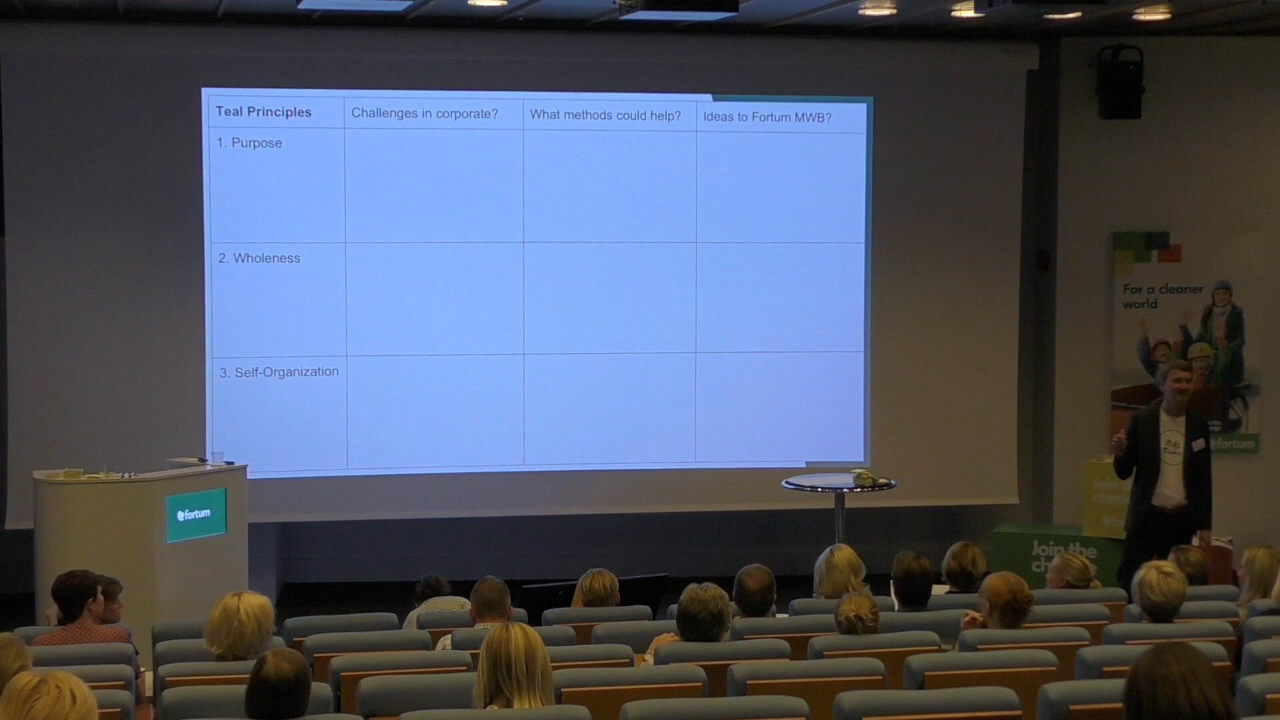 Teal Principles
Challenges in corporate?
What methods could help?
Ideas to Fortum MWB?
1. Purpose
2. Wholeness
3. Self-Organization
For a cleaner
world
fortum
fortum
Join the